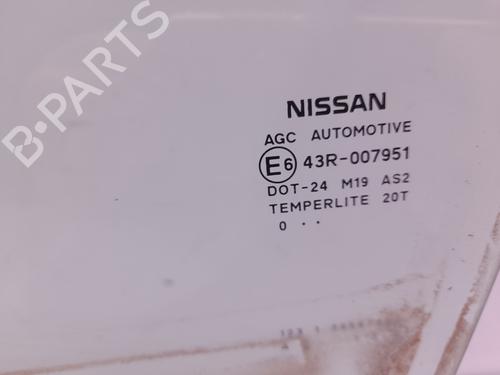 B-PARTS
NISSAN
AGC AUTOMOTIVE
E6 43R-007951
DOT-24 M19 AS2
TEMPERLITE 20T
0 . .